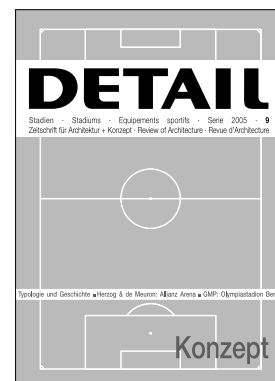 DETAIL
Stadien · Stadiums · Equipements sportifs · Serie 2005 · 9
Zeitschrift für Architektur + Konzept · Review of Architecture · Revue d'Architecture
Typologie und Geschichte ■ Herzog & de Meuron: Allianz Arena ■ GMP: Olympiastadion Ber
Konzept